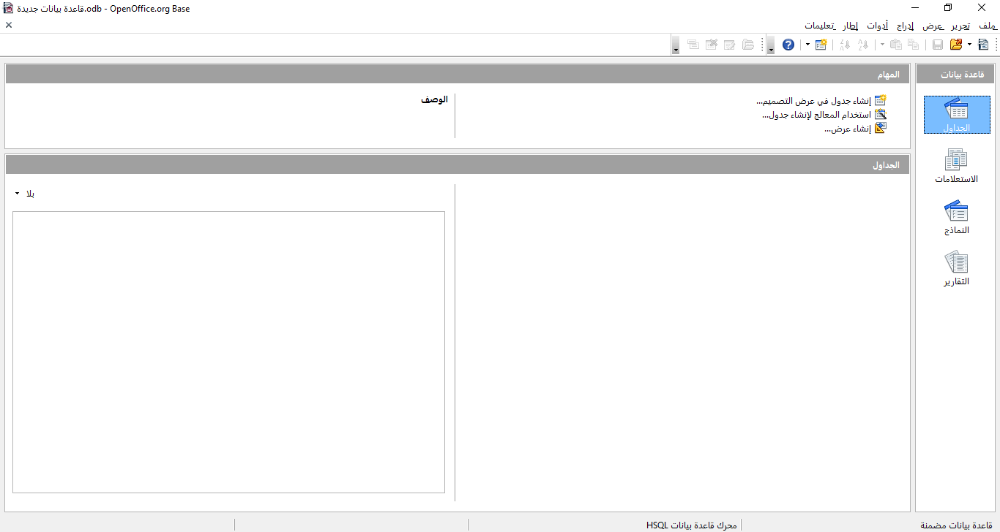 قاعدة بيانات جديدة.odb - OpenOffice.org Base
ملف تحرير عرض إدراج أدوات إطار تعليمات
قاعدة بيانات
الجداول
الاستعلامات
النماذج
التقارير
المهام
إنشاء جدول في عرض التصميم...
استخدام المعالج لإنشاء جدول...
إنشاء عرض...
الوصف
الجداول
بلا
قاعدة بيانات مضمنة
محرك قاعدة بيانات HSQL